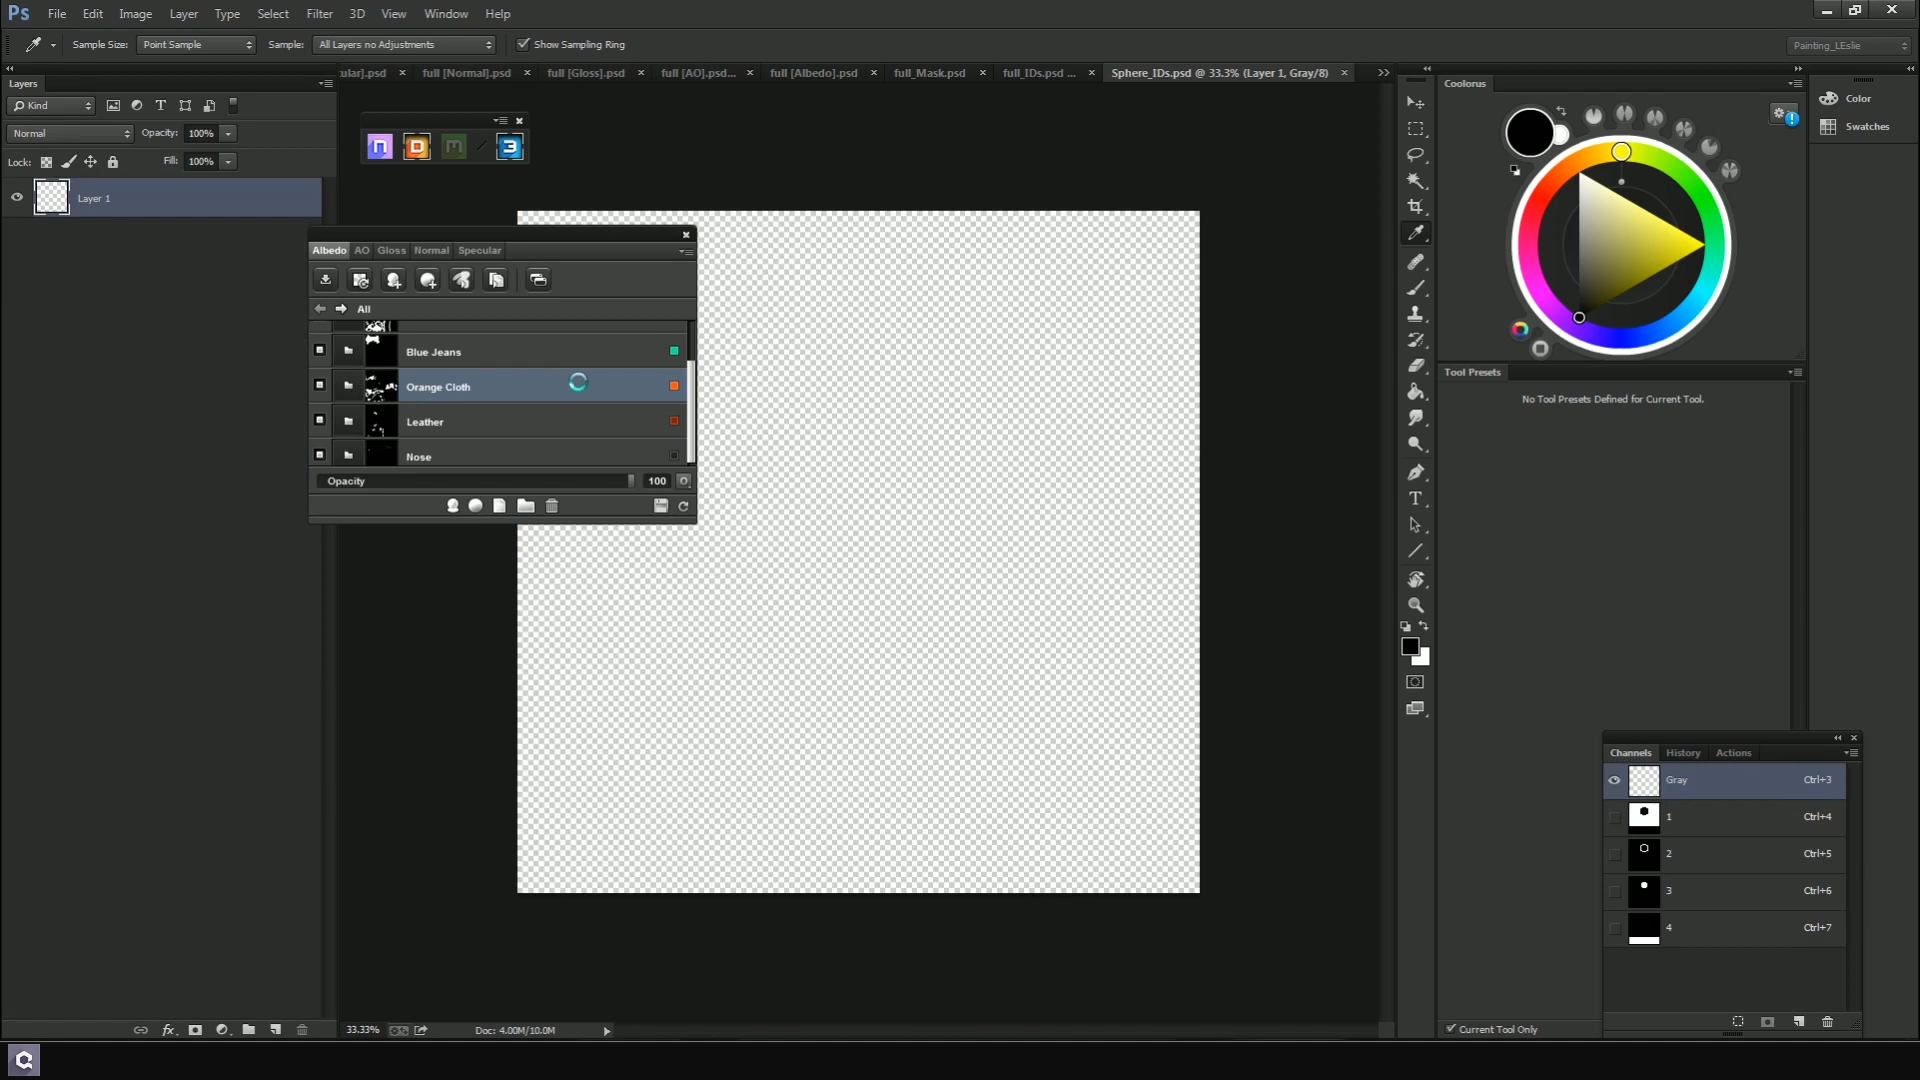 Ps File Edit Image Layer Type Select Filter 3D View Window Help
Sample Size: Point Sample Sample: All Layers no Adjustments Show Sampling Ring Painting_LEslie
Layers
ular].psd full [Normal].psd full [Gloss].psd full [AO].psd... full [Albedo].psd full_Mask.psd full_IDs.psd ... Sphere_IDs.psd @ 33.3% (Layer 1, Gray/8)
Coolorus
Color
Swatches
Kind
Normal Opacity: 100%
Lock: Fill: 100%
Layer 1
n D m 3
Albedo AO Gloss Normal Specular
All
Blue Jeans
Orange Cloth
Leather
Nose
Opacity 100
Tool Presets
No Tool Presets Defined for Current Tool.
Channels History Actions
Gray Ctrl+3
1 Ctrl+4
2 Ctrl+5
3 Ctrl+6
4 Ctrl+7
33.33% Doc: 4.00M/10.0M
Current Tool Only